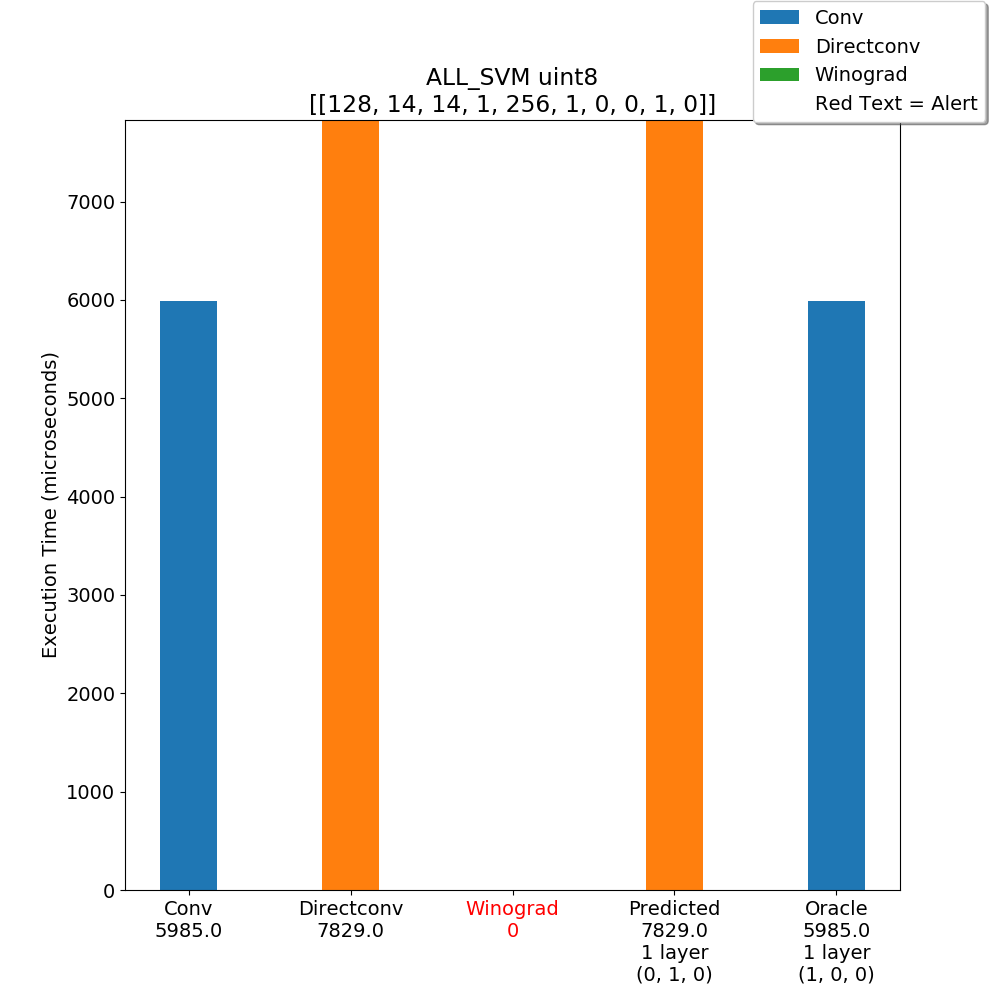 Conv
Directconv
Winograd
Red Text = Alert
ALL_SVM uint8
[[128, 14, 14, 1, 256, 1, 0, 0, 1, 0]]
Execution Time (microseconds)
7000
6000
5000
4000
3000
2000
1000
0
Conv
5985.0
Directconv
7829.0
Winograd
0
Predicted
7829.0
1 layer
(0, 1, 0)
Oracle
5985.0
1 layer
(1, 0, 0)